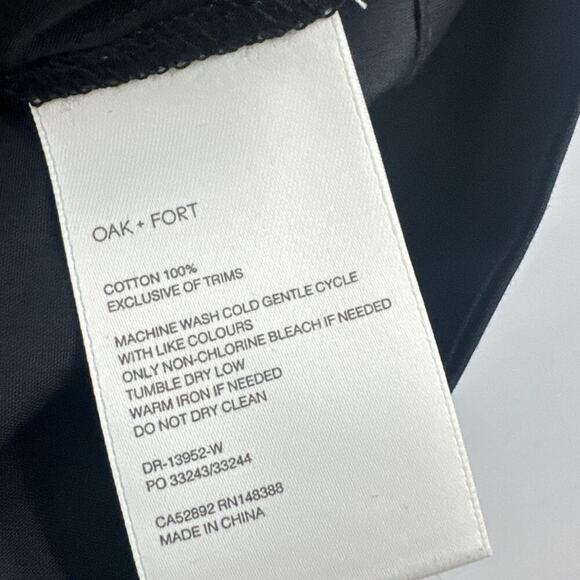 OAK + FORT
COTTON 100%
EXCLUSIVE OF TRIMS
MACHINE WASH COLD GENTLE CYCLE
WITH LIKE COLOURS
ONLY NON-CHLORINE BLEACH IF NEEDED
TUMBLE DRY LOW
WARM IRON IF NEEDED
DO NOT DRY CLEAN
DR-13952-W
PO 33243/33244
CA52892 RN148388
MADE IN CHINA